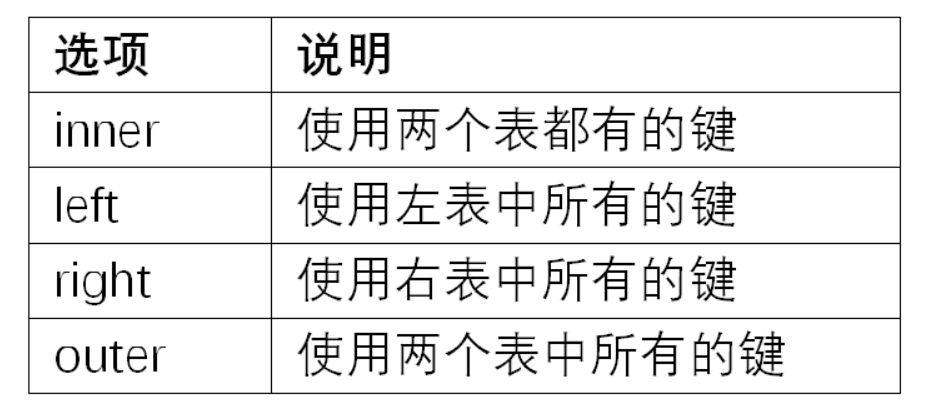 选项 说明
inner 使用两个表都有的键
left 使用左表中所有的键
right 使用右表中所有的键
outer 使用两个表中所有的键